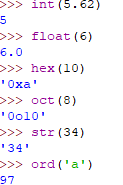 >>> int(5.62)
5
>>> float(6)
6.0
>>> hex(10)
'0xa'
>>> oct(8)
'0o10'
>>> str(34)
'34'
>>> ord('a')
97